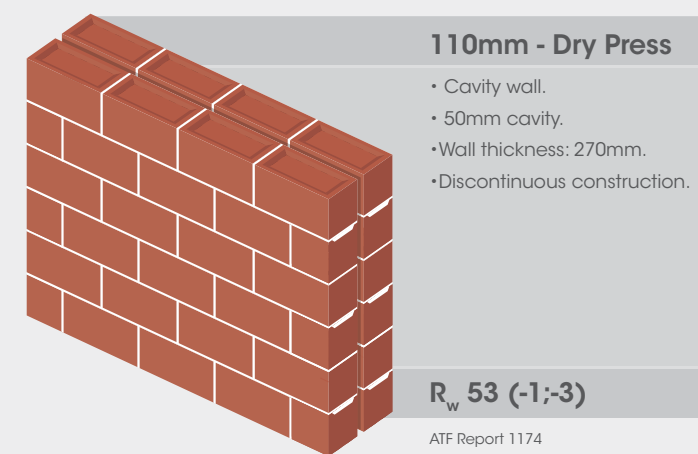 110mm - Dry Press
• Cavity wall.
• 50mm cavity.
•Wall thickness: 270mm.
•Discontinuous construction.
Rw 53 (-1;-3)
ATF Report 1174